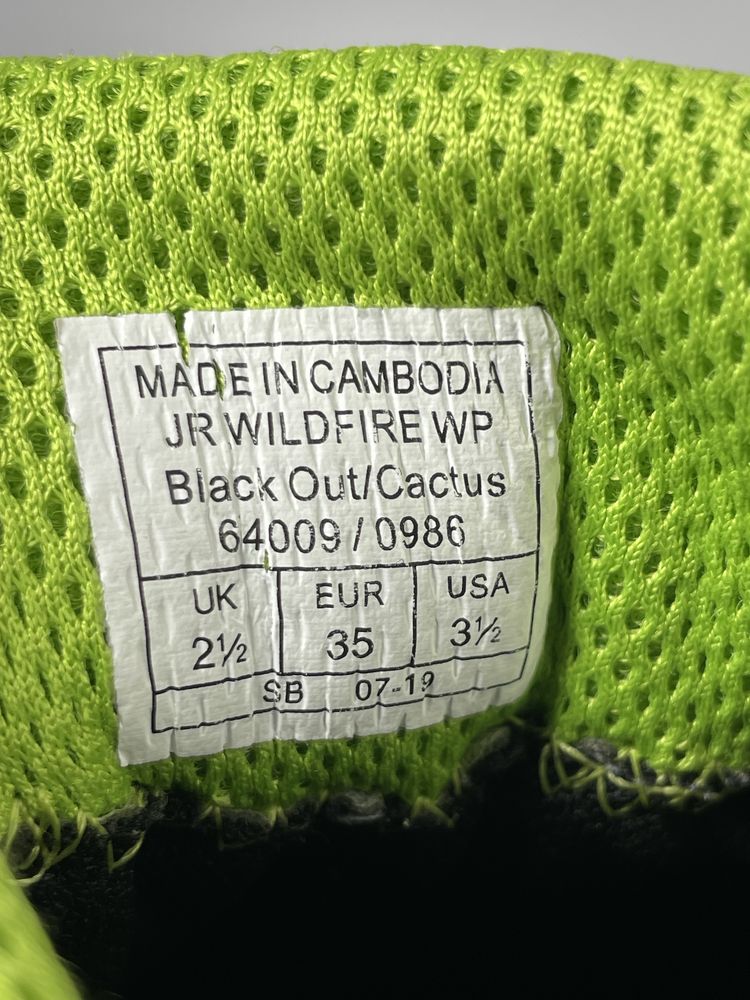 MADE IN CAMBODIA
JR WILDFIRE WP
Black Out/Cactus
64009 / 0986
UK EUR USA
2½ 35 3½
SB 07-19